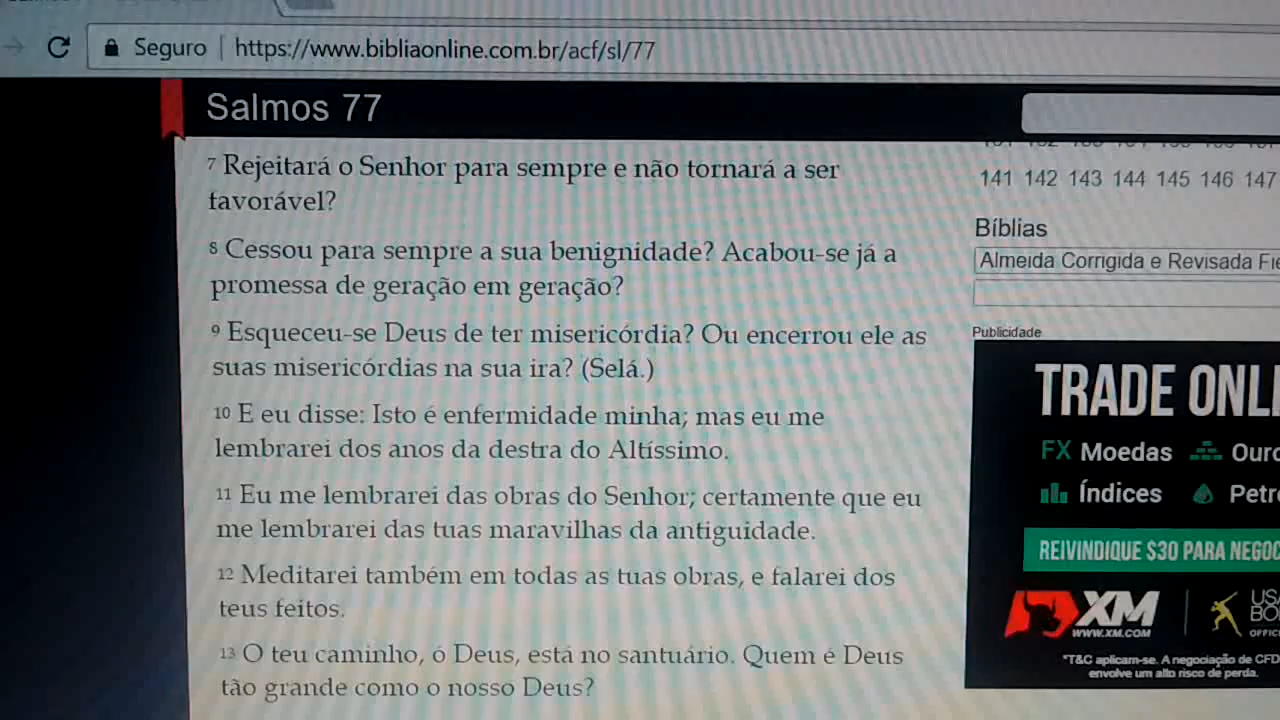 Seguro | https://www.bibliaonline.com.br/acf/sl/77
Salmos 77
7 Rejeitará o Senhor para sempre e não tornará a ser
favorável?
8 Cessou para sempre a sua benignidade? Acabou-se já a
promessa de geração em geração?
9 Esqueceu-se Deus de ter misericórdia? Ou encerrou ele as
suas misericórdias na sua ira? (Selá.)
10 E eu disse: Isto é enfermidade minha; mas eu me
lembrarei dos anos da destra do Altíssimo.
11 Eu me lembrarei das obras do Senhor; certamente que eu
me lembrarei das tuas maravilhas da antiguidade.
12 Meditarei também em todas as tuas obras, e falarei dos
teus feitos.
13 O teu caminho, ó Deus, está no santuário. Quem é Deus
tão grande como o nosso Deus?
141 142 143 144 145 146 147
Bíblias
Almeida Corrigida e Revisada Fie
Publicidade
TRADE ONL
FX Moedas
Ouro
Índices
Petr
REIVINDIQUE $30 PARA NEGOC
XM
WWW.XM.COM
USA
BO
OFFIC
*T&C aplicam-se. A negociação de CFD
envolve um alto risco de perda.